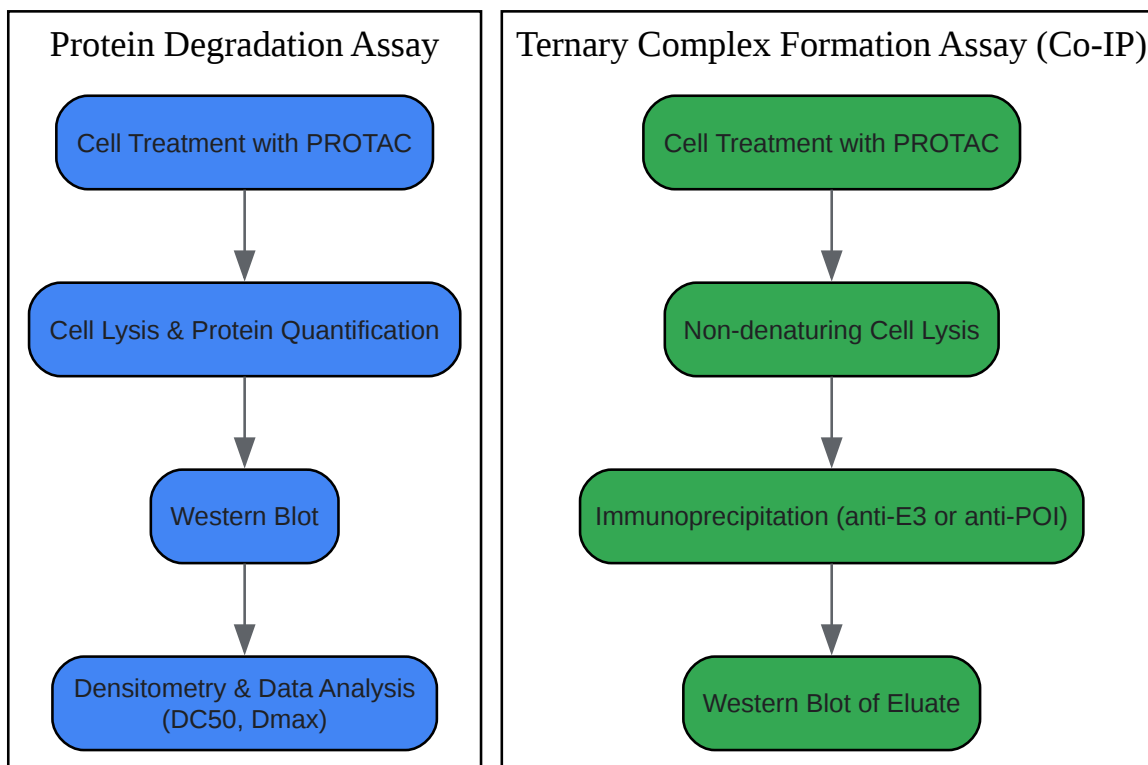 Protein Degradation Assay
Cell Treatment with PROTAC
Cell Lysis & Protein Quantification
Western Blot
Densitometry & Data Analysis
(DC50, Dmax)
Ternary Complex Formation Assay (Co-IP)
Cell Treatment with PROTAC
Non-denaturing Cell Lysis
Immunoprecipitation (anti-E3 or anti-POI)
Western Blot of Eluate